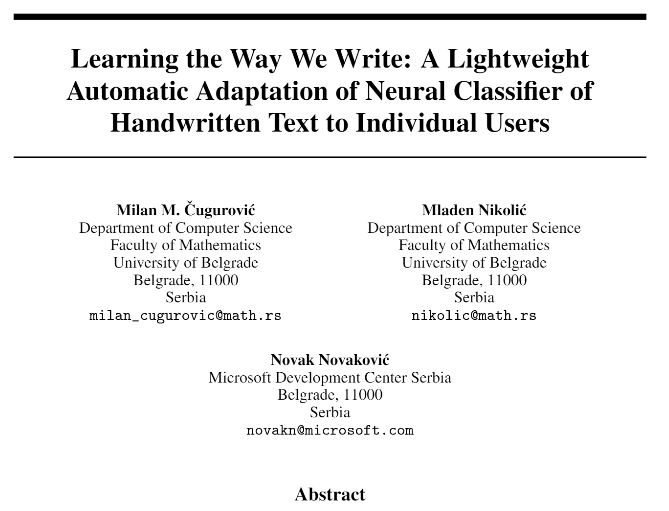 Learning the Way We Write: A Lightweight
Automatic Adaptation of Neural Classifier of
Handwritten Text to Individual Users
Milan M. Čugurović
Department of Computer Science
Faculty of Mathematics
University of Belgrade
Belgrade, 11000
Serbia
milan_cugurovic@math.rs
Mladen Nikolić
Department of Computer Science
Faculty of Mathematics
University of Belgrade
Belgrade, 11000
Serbia
nikolic@math.rs
Novak Novaković
Microsoft Development Center Serbia
Belgrade, 11000
Serbia
novakn@microsoft.com
Abstract